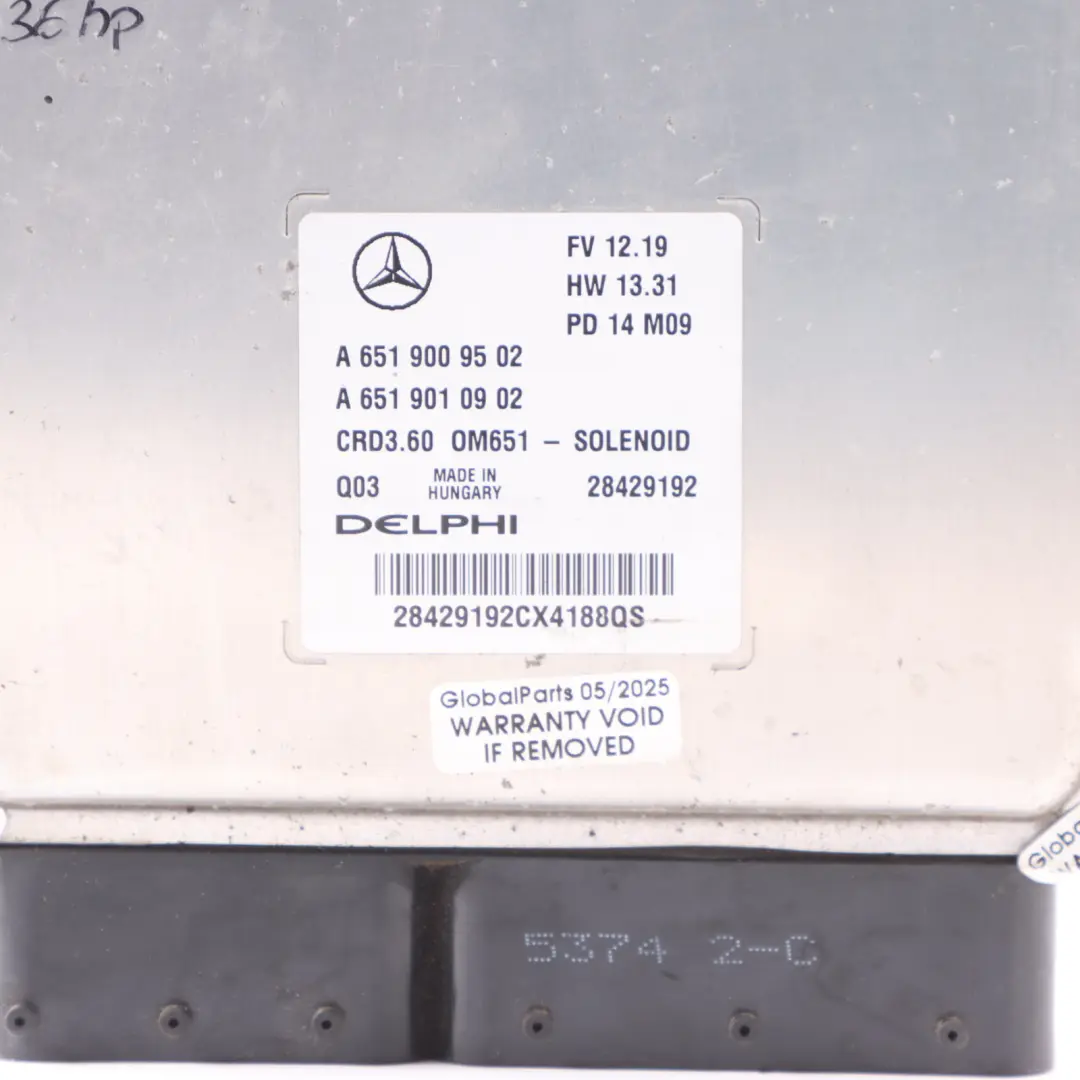 36 hp
FV 12.19
HW 13.31
PD 14 M09
A 651 900 95 02
A 651 901 09 02
CRD3.60 OM651 – SOLENOID
Q03 MADE IN HUNGARY 28429192
DELPHI
28429192CX4188QS
GlobalParts 05/2025
WARRANTY VOID
IF REMOVED
5374 2-C